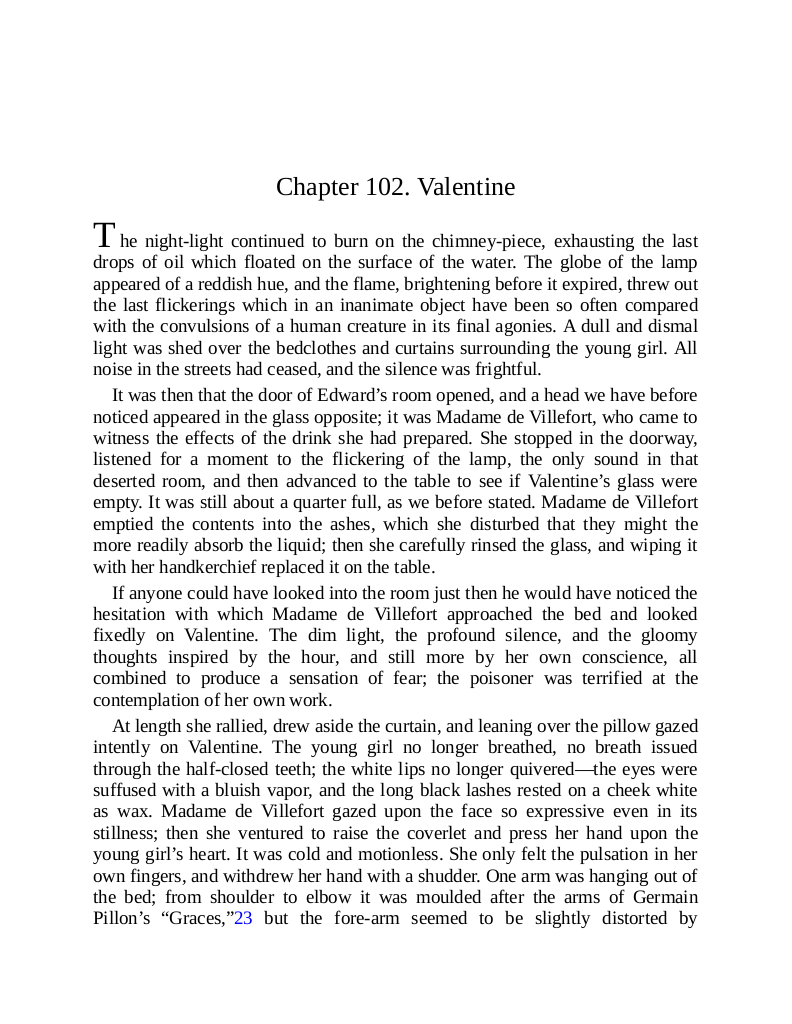 Chapter 102. Valentine
The night-light continued to burn on the chimney-piece, exhausting the last
drops of oil which floated on the surface of the water. The globe of the lamp
appeared of a reddish hue, and the flame, brightening before it expired, threw out
the last flickerings which in an inanimate object have been so often compared
with the convulsions of a human creature in its final agonies. A dull and dismal
light was shed over the bedclothes and curtains surrounding the young girl. All
noise in the streets had ceased, and the silence was frightful.
It was then that the door of Edward’s room opened, and a head we have before
noticed appeared in the glass opposite; it was Madame de Villefort, who came to
witness the effects of the drink she had prepared. She stopped in the doorway,
listened for a moment to the flickering of the lamp, the only sound in that
deserted room, and then advanced to the table to see if Valentine’s glass were
empty. It was still about a quarter full, as we before stated. Madame de Villefort
emptied the contents into the ashes, which she disturbed that they might the
more readily absorb the liquid; then she carefully rinsed the glass, and wiping it
with her handkerchief replaced it on the table.
If anyone could have looked into the room just then he would have noticed the
hesitation with which Madame de Villefort approached the bed and looked
fixedly on Valentine. The dim light, the profound silence, and the gloomy
thoughts inspired by the hour, and still more by her own conscience, all
combined to produce a sensation of fear; the poisoner was terrified at the
contemplation of her own work.
At length she rallied, drew aside the curtain, and leaning over the pillow gazed
intently on Valentine. The young girl no longer breathed, no breath issued
through the half-closed teeth; the white lips no longer quivered—the eyes were
suffused with a bluish vapor, and the long black lashes rested on a cheek white
as wax. Madame de Villefort gazed upon the face so expressive even in its
stillness; then she ventured to raise the coverlet and press her hand upon the
young girl’s heart. It was cold and motionless. She only felt the pulsation in her
own fingers, and withdrew her hand with a shudder. One arm was hanging out of
the bed; from shoulder to elbow it was moulded after the arms of Germain
Pillon’s “Graces,”23 but the fore-arm seemed to be slightly distorted by